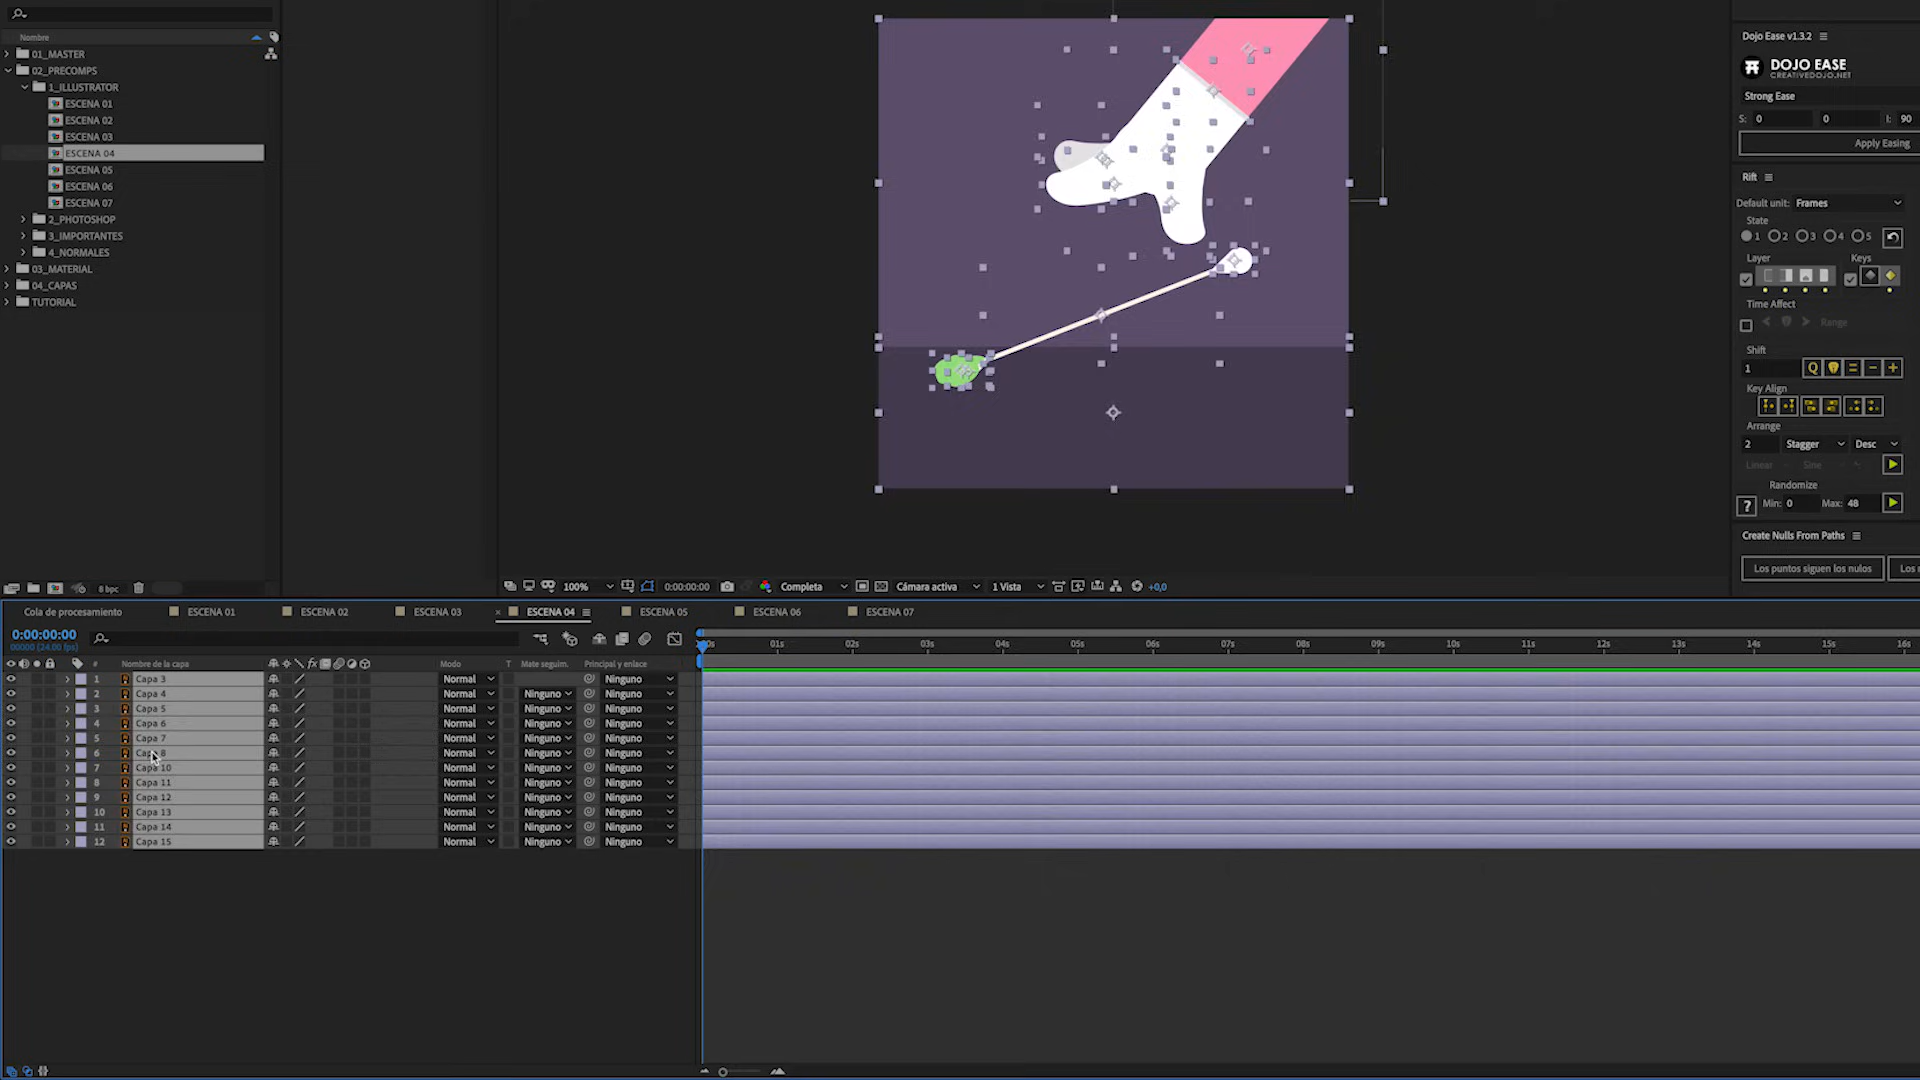 Nombre
01_MASTER
02_PRECOMPS
1_ILLUSTRATOR
ESCENA 01
ESCENA 02
ESCENA 03
ESCENA 04
ESCENA 05
ESCENA 06
ESCENA 07
2_PHOTOSHOP
3_IMPORTANTES
4_NORMALES
03_MATERIAL
04_CAPAS
TUTORIAL
8 bpc
100%
0:00:00:00
Completa
Cámara activa
1 Vista
+0,0
Dojo Ease v1.3.2
DOJO EASE
CREATIVEDOJO.NET
Strong Ease
S: 0 0 I: 90
Apply Easing
Rift
Default unit: Frames
State
1 2 3 4 5
Layer Keys
Time Affect
Range
Shift
1 Q
Key Align
Arrange
2 Stagger Desc
Linear Sine
Randomize
? Min: 0 Max: 48
Create Nulls From Paths
Los puntos siguen los nulos Los
Cola de procesamiento ESCENA 01 ESCENA 02 ESCENA 03 ESCENA 04 ESCENA 05 ESCENA 06 ESCENA 07
0:00:00:00
00000 (24.00 fps)
# Nombre de la capa fx Modo T Mate seguim. Principal y enlace
01s 02s 03s 04s 05s 06s 07s 08s 09s 10s 11s 12s 13s 14s 15s 16s
1 Capa 3 Normal Ninguno
2 Capa 4 Normal Ninguno Ninguno
3 Capa 5 Normal Ninguno Ninguno
4 Capa 6 Normal Ninguno Ninguno
5 Capa 7 Normal Ninguno Ninguno
6 Capa 8 Normal Ninguno Ninguno
7 Capa 10 Normal Ninguno Ninguno
8 Capa 11 Normal Ninguno Ninguno
9 Capa 12 Normal Ninguno Ninguno
10 Capa 13 Normal Ninguno Ninguno
11 Capa 14 Normal Ninguno Ninguno
12 Capa 15 Normal Ninguno Ninguno